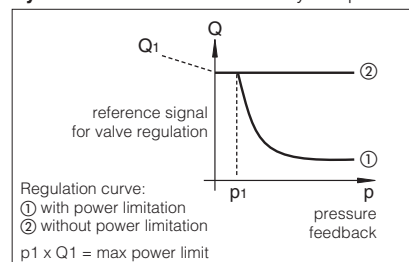 Q
Q1
②
reference signal
for valve regulation
①
p1
p
pressure
feedback
Regulation curve:
① with power limitation
② without power limitation
p1 x Q1 = max power limit